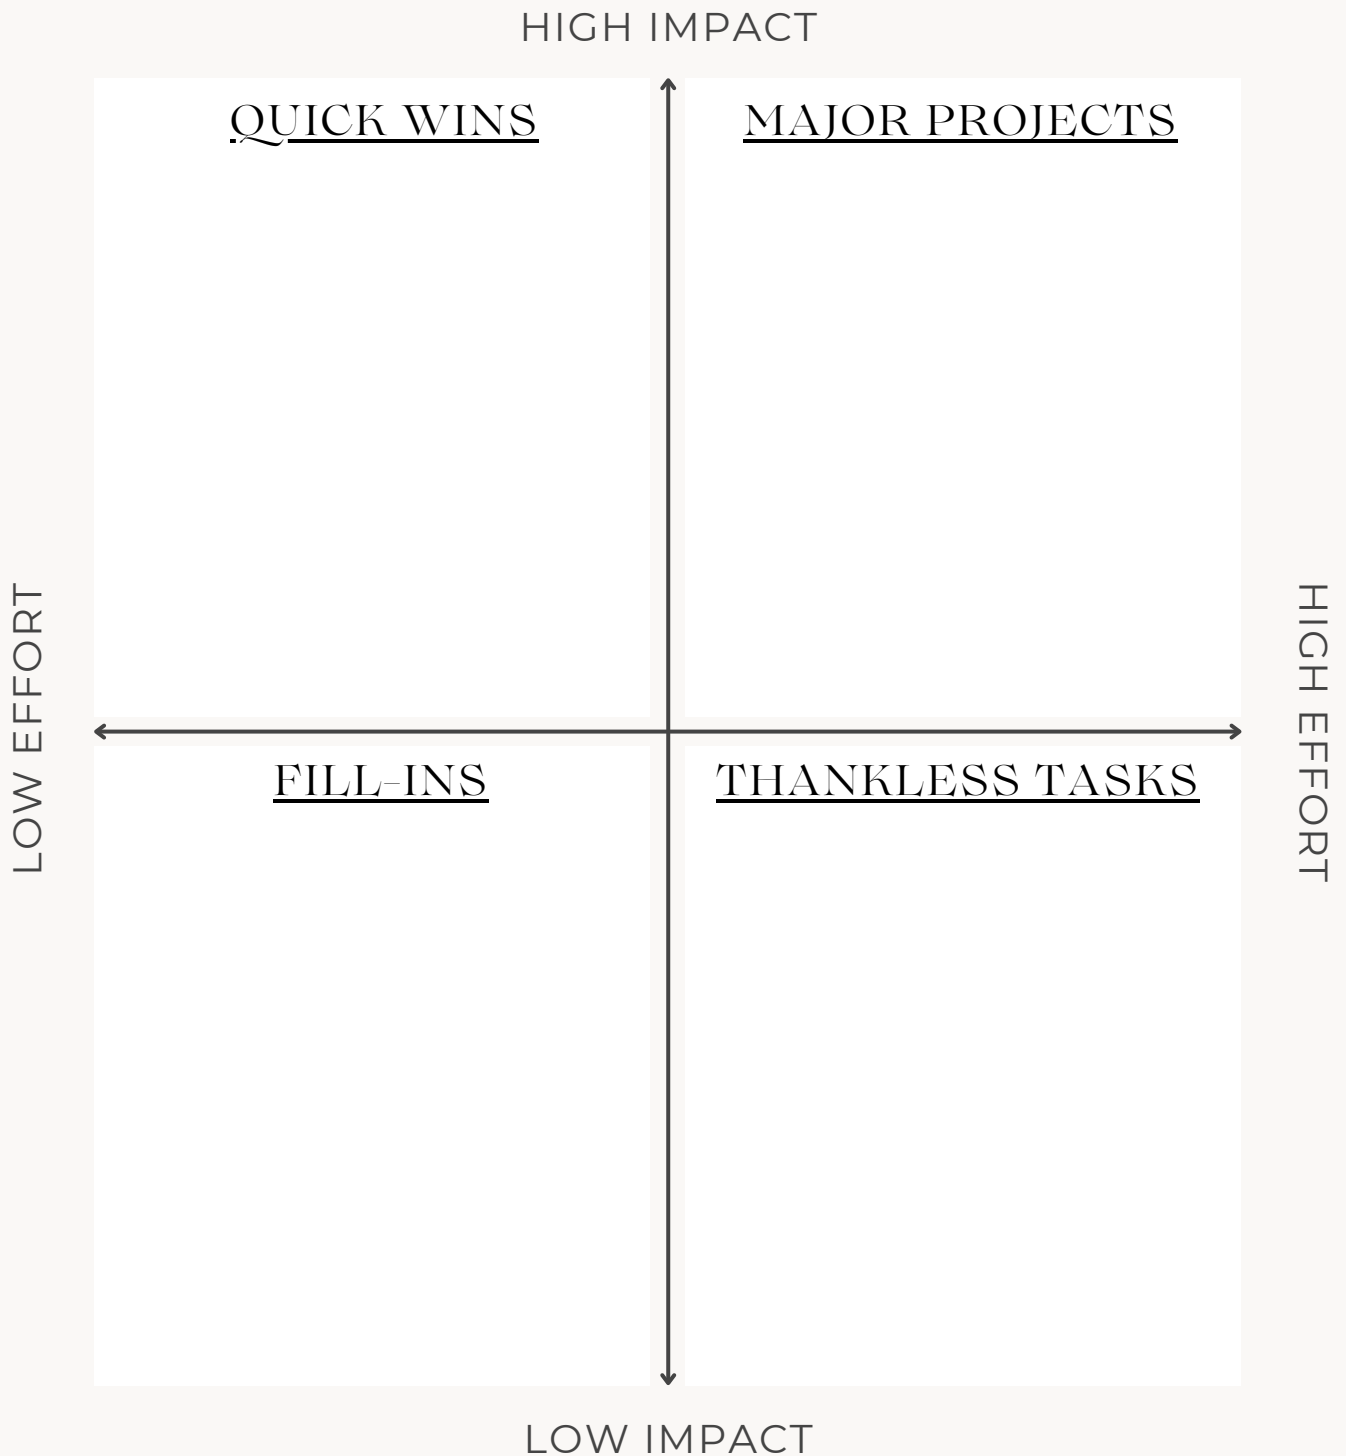 HIGH IMPACT
QUICK WINS
MAJOR PROJECTS
LOW EFFORT
HIGH EFFORT
FILL-INS
THANKLESS TASKS
LOW IMPACT